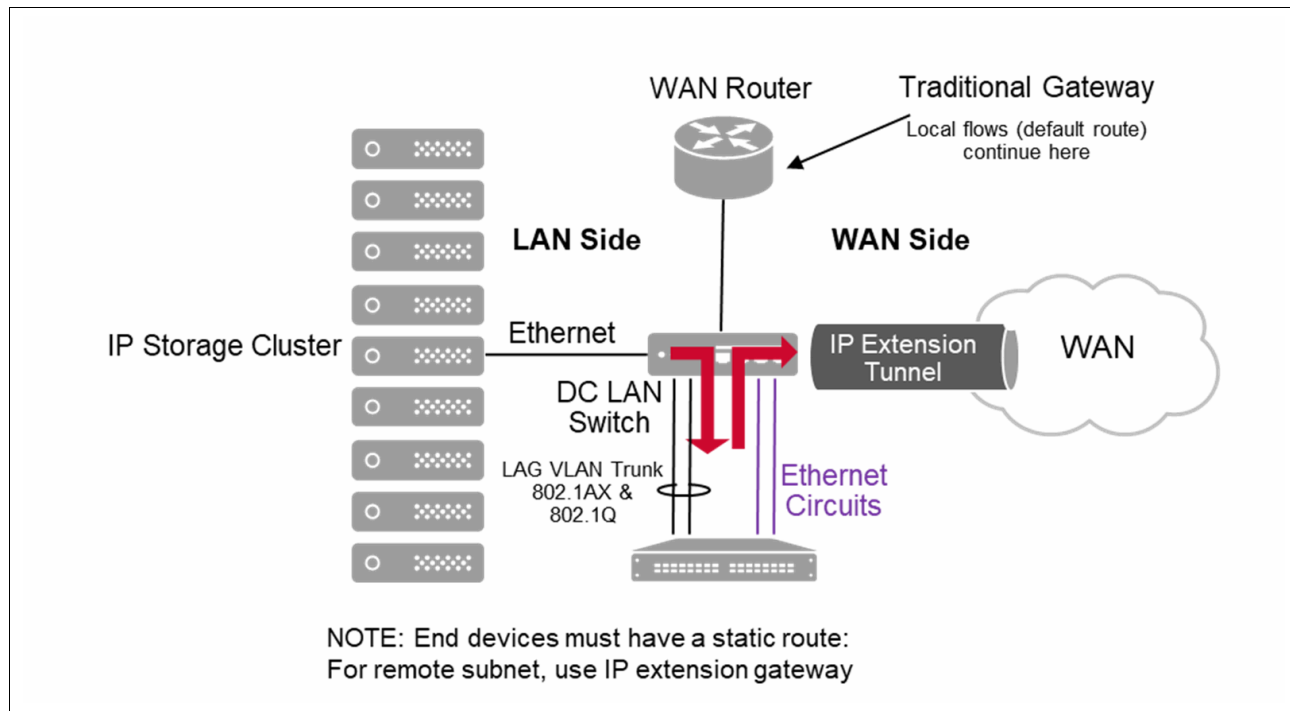 WAN Router
Traditional Gateway
Local flows (default route)
continue here
LAN Side
WAN Side
IP Storage Cluster
Ethernet
IP Extension
Tunnel
WAN
DC LAN
Switch
LAG VLAN Trunk
802.1AX &
802.1Q
Ethernet
Circuits
NOTE: End devices must have a static route:
For remote subnet, use IP extension gateway